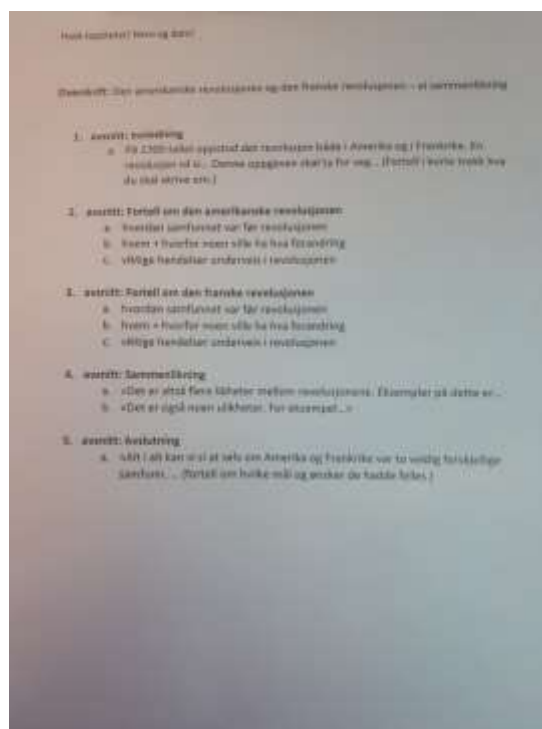 Husk topptekst! Navn og dato!
Overskrift: Den amerikanske revolusjonen og den franske revolusjonen – ei sammenlikning
1. avsnitt: Innledning
a. På 1700-tallet oppstod det revolusjon både i Amerika og i Frankrike. En
revolusjon vil si... Denne oppgaven skal ta for seg... (Fortell i korte trekk hva
du skal skrive om.)
2. avsnitt: Fortell om den amerikanske revolusjonen
a. hvordan samfunnet var før revolusjonen
b. hvem + hvorfor noen ville ha hva forandring
c. viktige hendelser underveis i revolusjonen
3. avsnitt: Fortell om den franske revolusjonen
a. hvordan samfunnet var før revolusjonen
b. hvem + hvorfor noen ville ha hva forandring
c. viktige hendelser underveis i revolusjonen
4. avsnitt: Sammenlikning
a. «Det er altså flere likheter mellom revolusjonene. Eksempler på dette er...
b. «Det er også noen ulikheter. For eksempel...»
5. avsnitt: Avslutning
a. «Alt i alt kan vi si at selv om Amerika og Frankrike var to veldig forskjellige
samfunn, ... (fortell om hvilke mål og ønsker de hadde felles.)